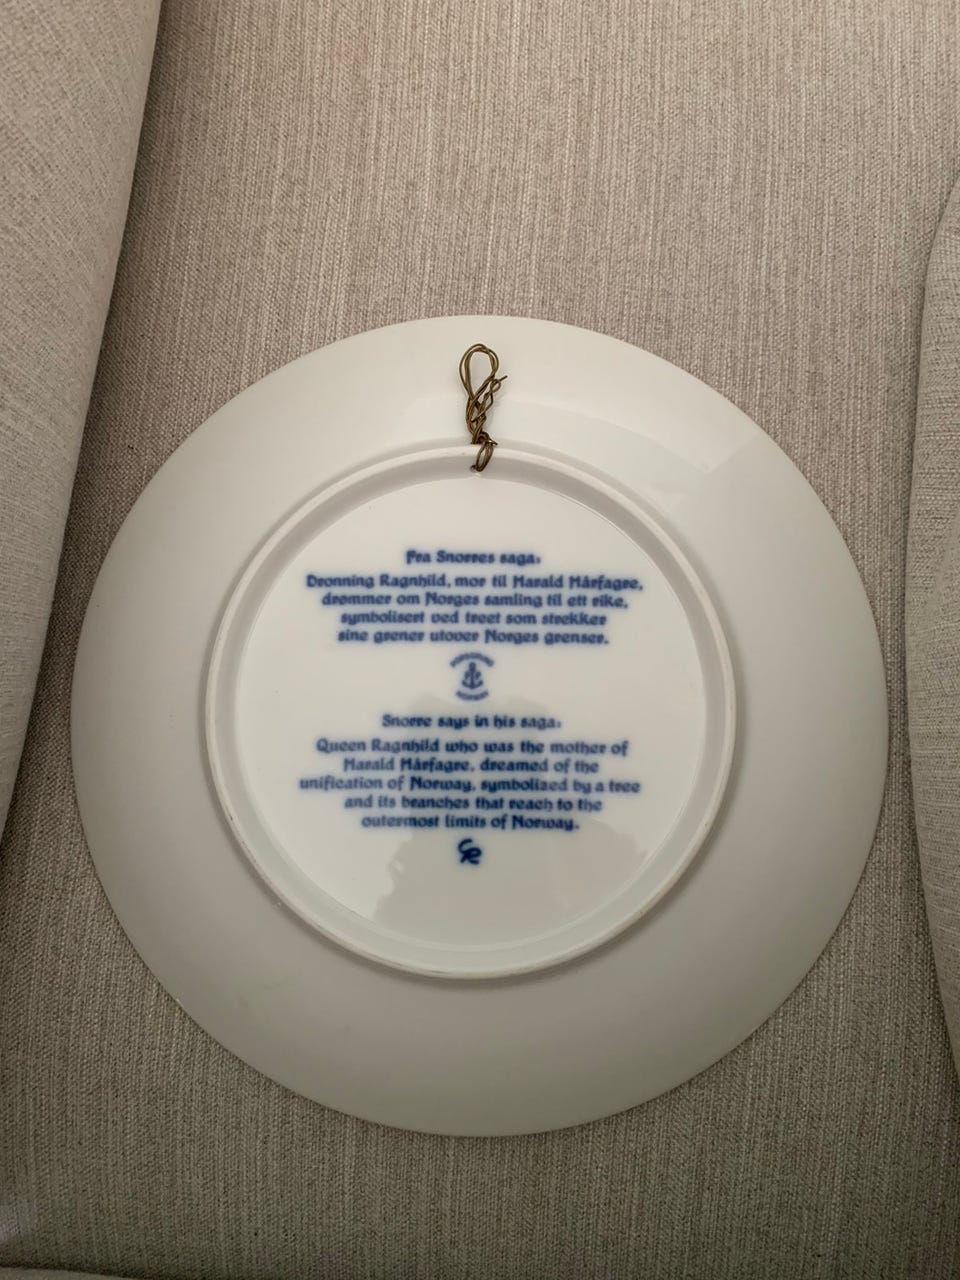 Fra Snorres saga:
Dronning Ragnhild, mor til Harald Hårfagre,
drømmer om Norges samling til ett rike,
symbolisert ved treet som strekker
sine grener utover Norges grenser.
PORSGRUND
NORWAY
Snorre says in his saga:
Queen Ragnhild who was the mother of
Harald Hårfagre, dreamed of the
unification of Norway, symbolized by a tree
and its branches that reach to the
outermost limits of Norway.